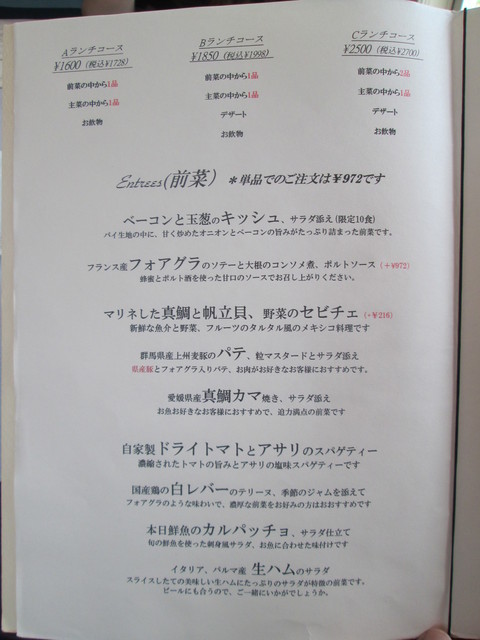 Aランチコース
¥1600（税込¥1728）
前菜の中から1品
主菜の中から1品
お飲物
Bランチコース
¥1850（税込¥1998）
前菜の中から1品
主菜の中から1品
デザート
お飲物
Cランチコース
¥2500（税込¥2700）
前菜の中から2品
主菜の中から1品
デザート
お飲物
Entrees(前菜） ＊単品でのご注文は￥972です
ベーコンと玉葱のキッシュ、サラダ添え(限定10食)
パイ生地の中に、甘く炒めたオニオンとベーコンの旨みがたっぷり詰まった前菜です。
フランス産フォアグラのソテーと大根のコンソメ煮、ポルトソース（＋¥972）
蜂蜜とポルト酒を使った甘口のソースでお召し上がりください。
マリネした真鯛と帆立貝、野菜のセビチェ（+￥216）
新鮮な魚介と野菜、フルーツのタルタル風のメキシコ料理です
群馬県産上州麦豚のパテ、粒マスタードとサラダ添え
県産豚とフォアグラ入りパテ、お肉がお好きなお客様におすすめです。
愛媛県産真鯛カマ焼き、サラダ添え
お魚お好きなお客様におすすめで、迫力満点の前菜です
自家製ドライトマトとアサリのスパゲティー
濃縮されたトマトの旨みとアサリの塩味スパゲティーです
国産鶏の白レバーのテリーヌ、季節のジャムを添えて
フォアグラのような味わいで、濃厚な前菜をお好みの方はおおすすめです
本日鮮魚のカルパッチョ、サラダ仕立て
旬の鮮魚を使った刺身風サラダ、お魚に合わせた味付けです
イタリア、パルマ産 生ハムのサラダ
スライスしたての美味しい生ハムにたっぷりのサラダが特徴の前菜です。
ビールにも合うので、ご一緒にいかがでしょうか。